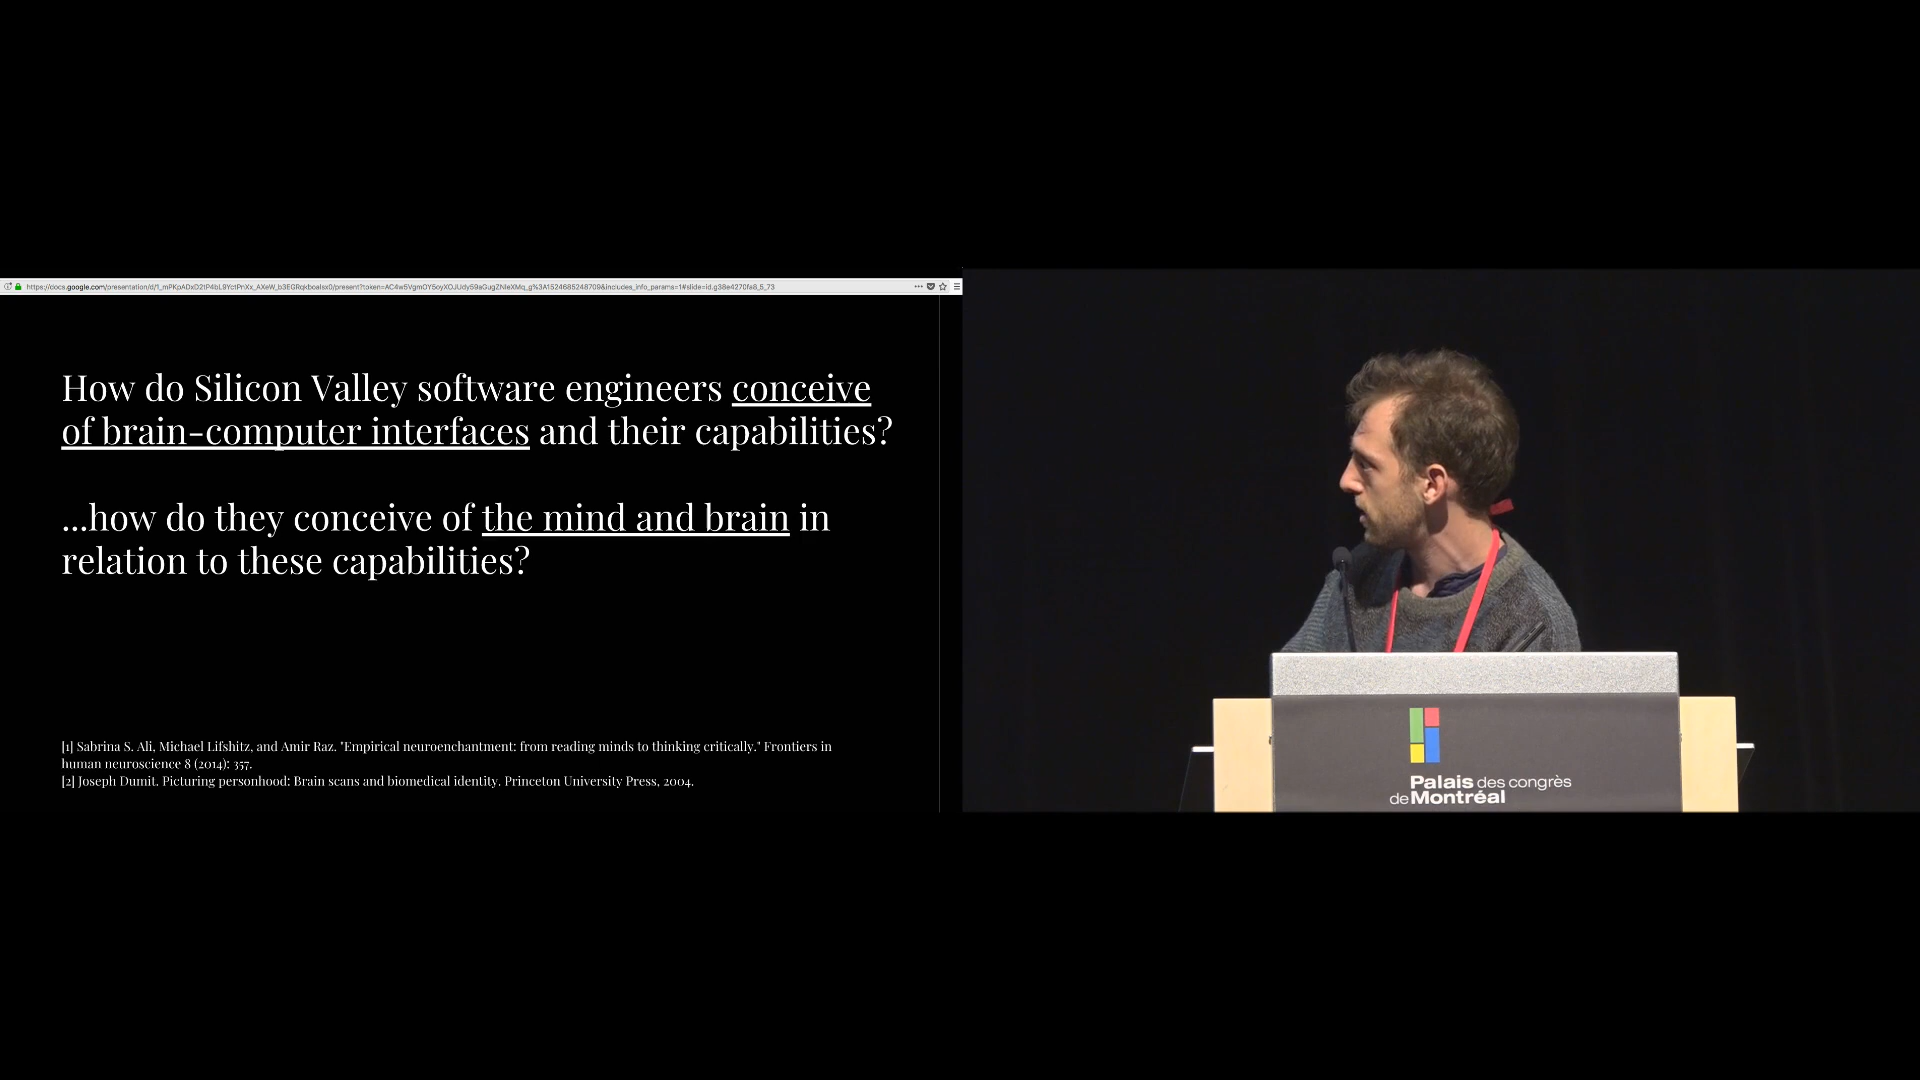 How do Silicon Valley software engineers conceive
of brain-computer interfaces and their capabilities?
...how do they conceive of the mind and brain in
relation to these capabilities?
[1] Sabrina S. Ali, Michael Lifshitz, and Amir Raz. "Empirical neuroenchantment: from reading minds to thinking critically." Frontiers in
human neuroscience 8 (2014): 357.
[2] Joseph Dumit. Picturing personhood: Brain scans and biomedical identity. Princeton University Press, 2004.
Palais des congrès
de Montréal